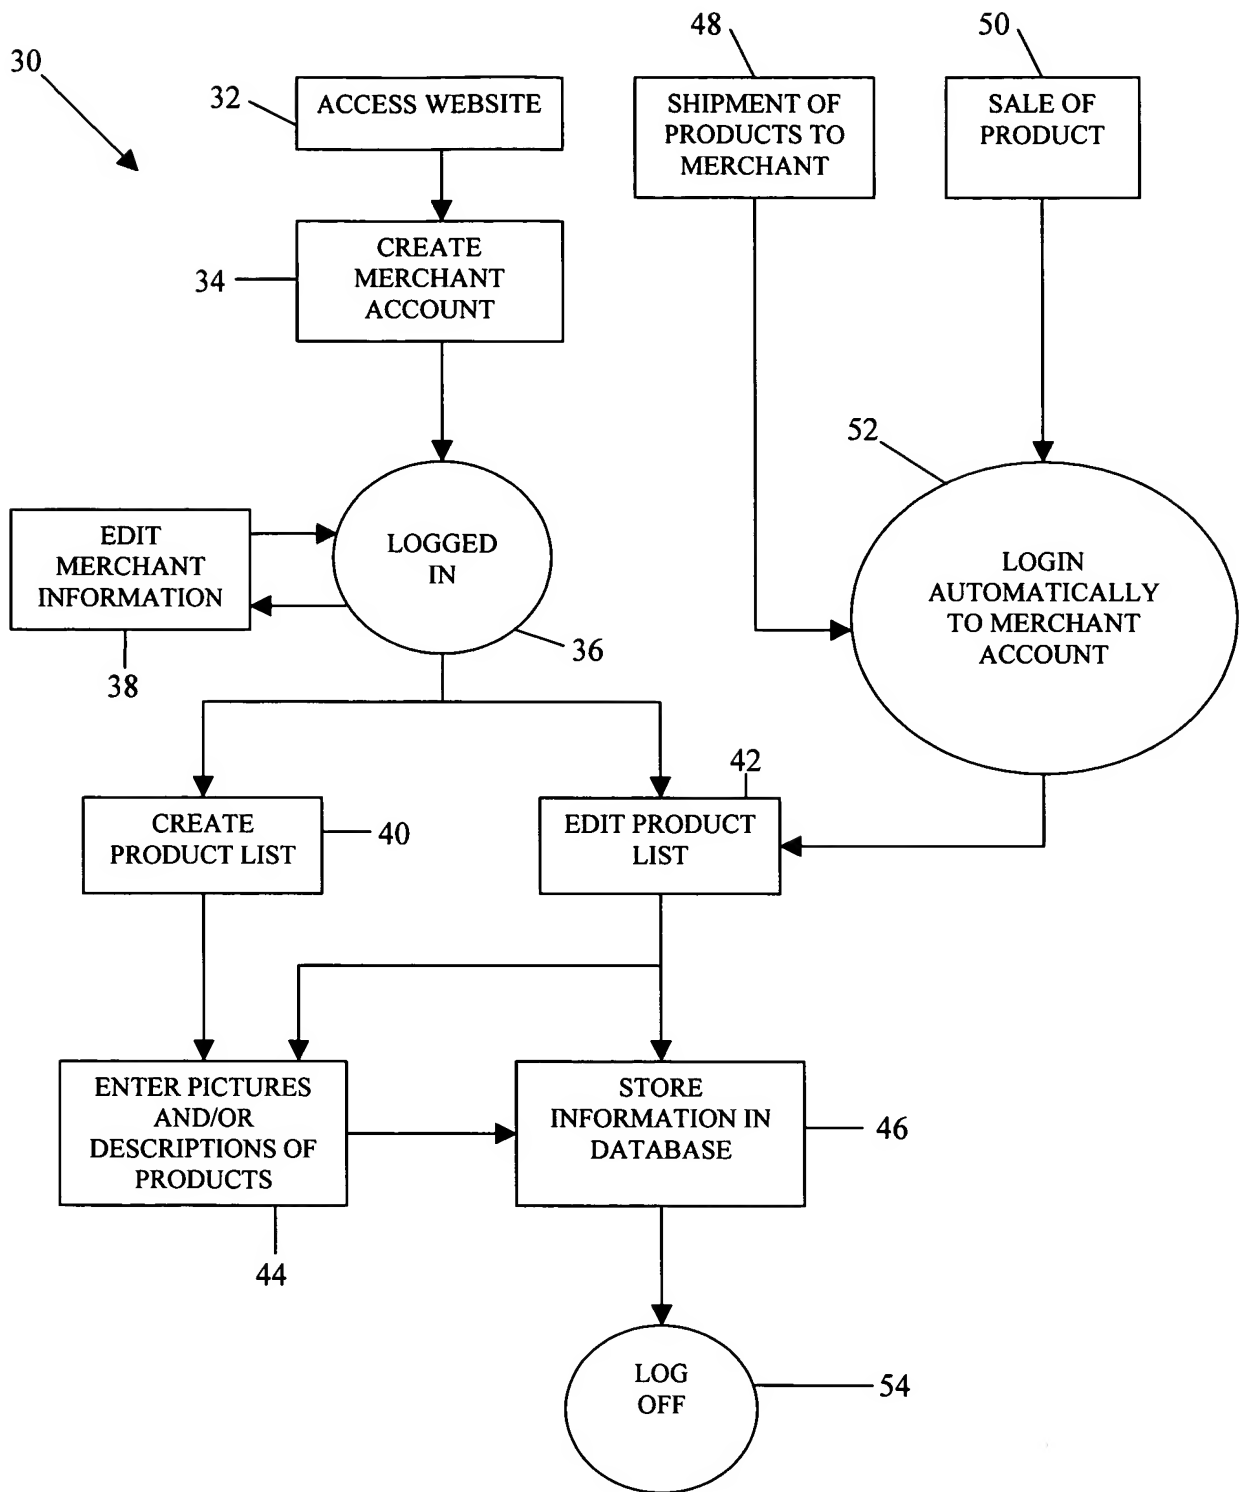 30
32
ACCESS WEBSITE
48
SHIPMENT OF
PRODUCTS TO
MERCHANT
50
SALE OF
PRODUCT
34
CREATE
MERCHANT
ACCOUNT
52
LOGIN
AUTOMATICALLY
TO MERCHANT
ACCOUNT
EDIT
MERCHANT
INFORMATION
38
LOGGED
IN
36
CREATE
PRODUCT LIST
40
42
EDIT PRODUCT
LIST
ENTER PICTURES
AND/OR
DESCRIPTIONS OF
PRODUCTS
44
STORE
INFORMATION IN
DATABASE
46
LOG
OFF
54